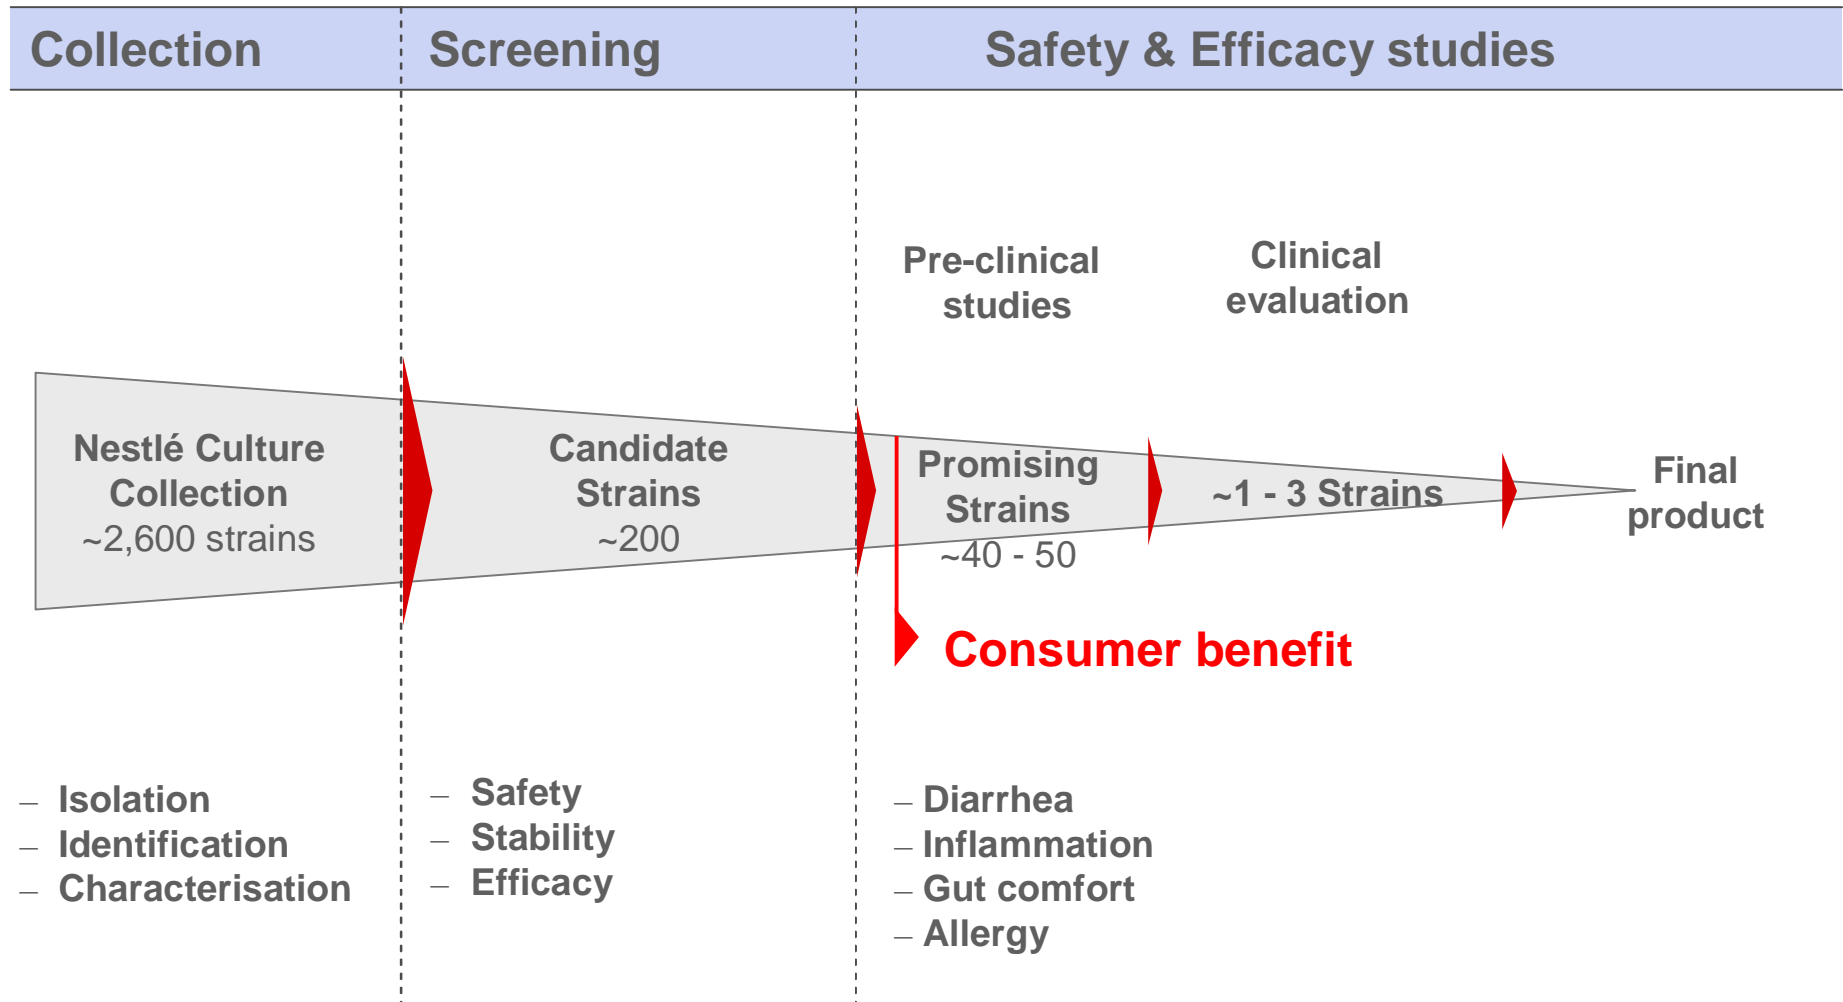 Collection
Screening
Safety & Efficacy studies
Pre-clinical
studies
Clinical
evaluation
Nestlé Culture
Collection
~2,600 strains
Candidate
Strains
~200
Promising
Strains
~40 - 50
~1 - 3 Strains
Final
product
Consumer benefit
– Isolation
– Identification
– Characterisation
– Safety
– Stability
– Efficacy
– Diarrhea
– Inflammation
– Gut comfort
– Allergy